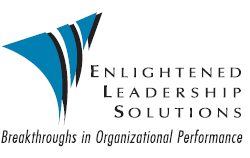 ENLIGHTENED
LEADERSHIP
SOLUTIONS
Breakthroughs in Organizational Performance